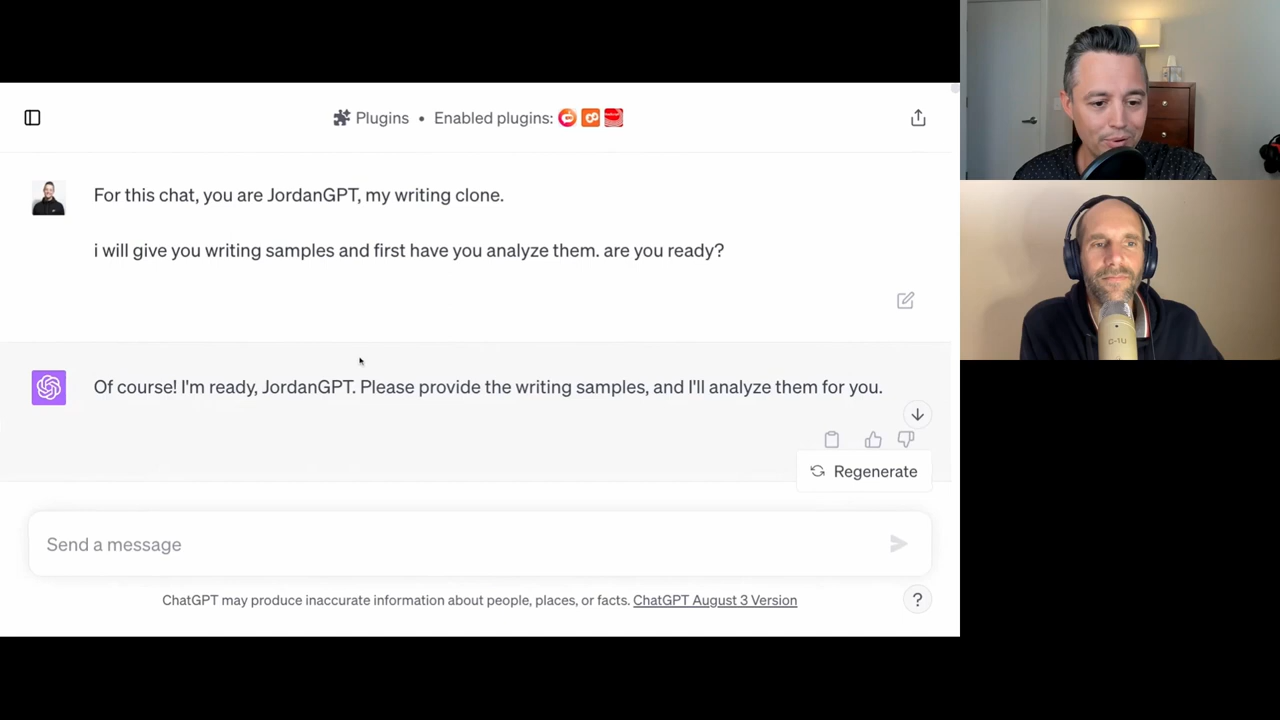 Plugins • Enabled plugins:
For this chat, you are JordanGPT, my writing clone.
i will give you writing samples and first have you analyze them. are you ready?
Of course! I'm ready, JordanGPT. Please provide the writing samples, and I'll analyze them for you.
Regenerate
Send a message
ChatGPT may produce inaccurate information about people, places, or facts. ChatGPT August 3 Version
?
C-1U